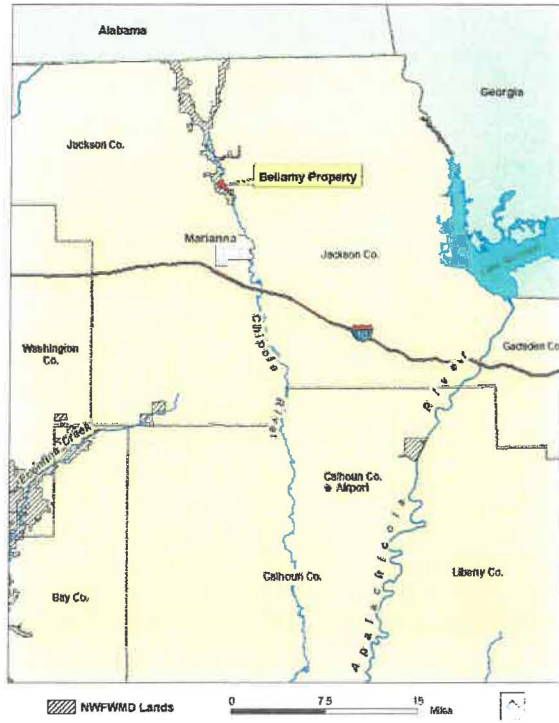 Alabama
Georgia
Jackson Co.
Bellamy Property
Marianna
Jackson Co.
Chipola
River
Washington
Co.
Gadsden Co.
River
Econfina Creek
Calhoun Co.
Airport
Apalachicola
Calhoun Co.
Liberty Co.
Bay Co.
NWFWMD Lands
0
7.5
15
Miles